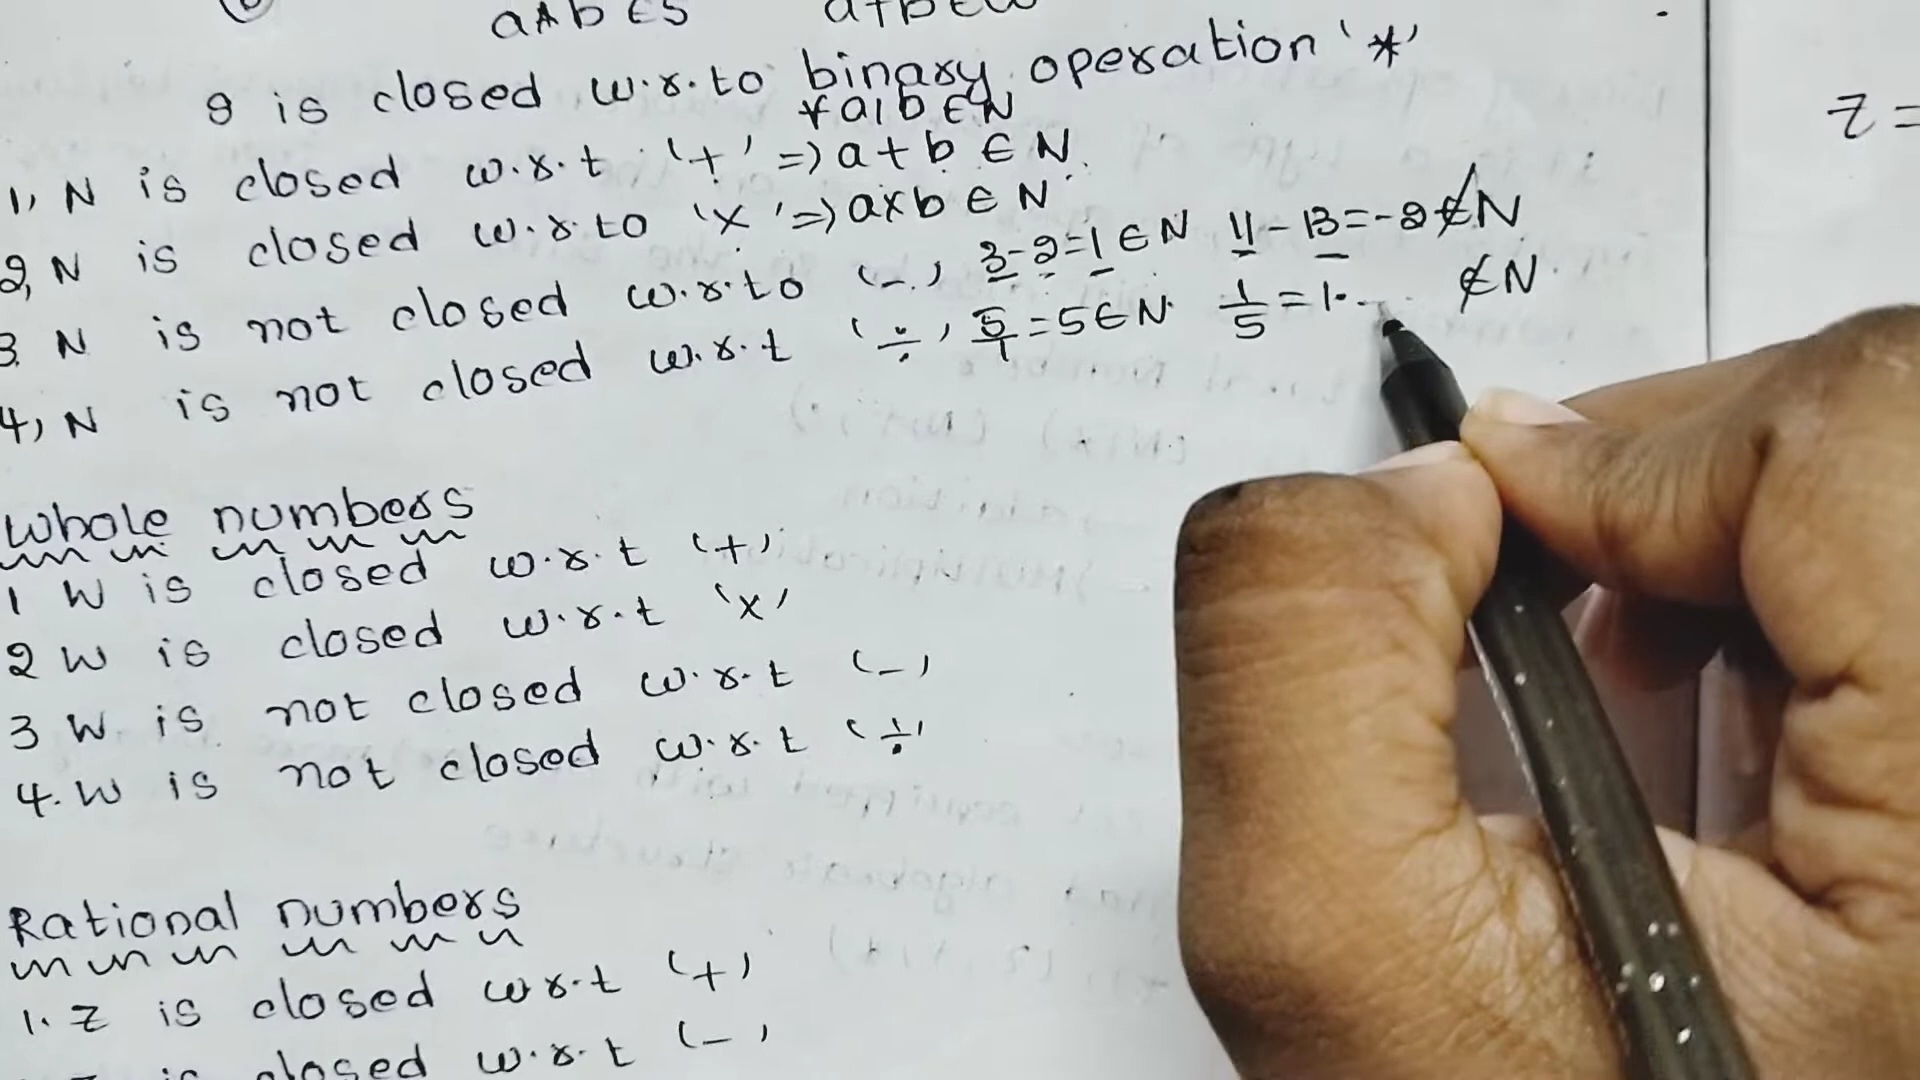 a*b ∈ S a+b ∈ W
S is closed w.r.to binary operation '*'
∀ a,b ∈ N
1, N is closed w.r.t '+' => a+b ∈ N
2, N is closed w.r.to 'x' => axb ∈ N
3. N is not closed w.r.to '-' 3-2=1 ∈ N 11-13=-2 ∉ N
4, N is not closed w.r.t '÷' 5/1=5 ∈ N 1/5=1. ∉ N
Whole numbers
1 W is closed w.r.t '+'
2 W is closed w.r.t 'x'
3 W is not closed w.r.t '-'
4. W is not closed w.r.t '÷'
Rational numbers
1. Z is closed w.r.t '+'
is closed w.r.t '-'
Z =